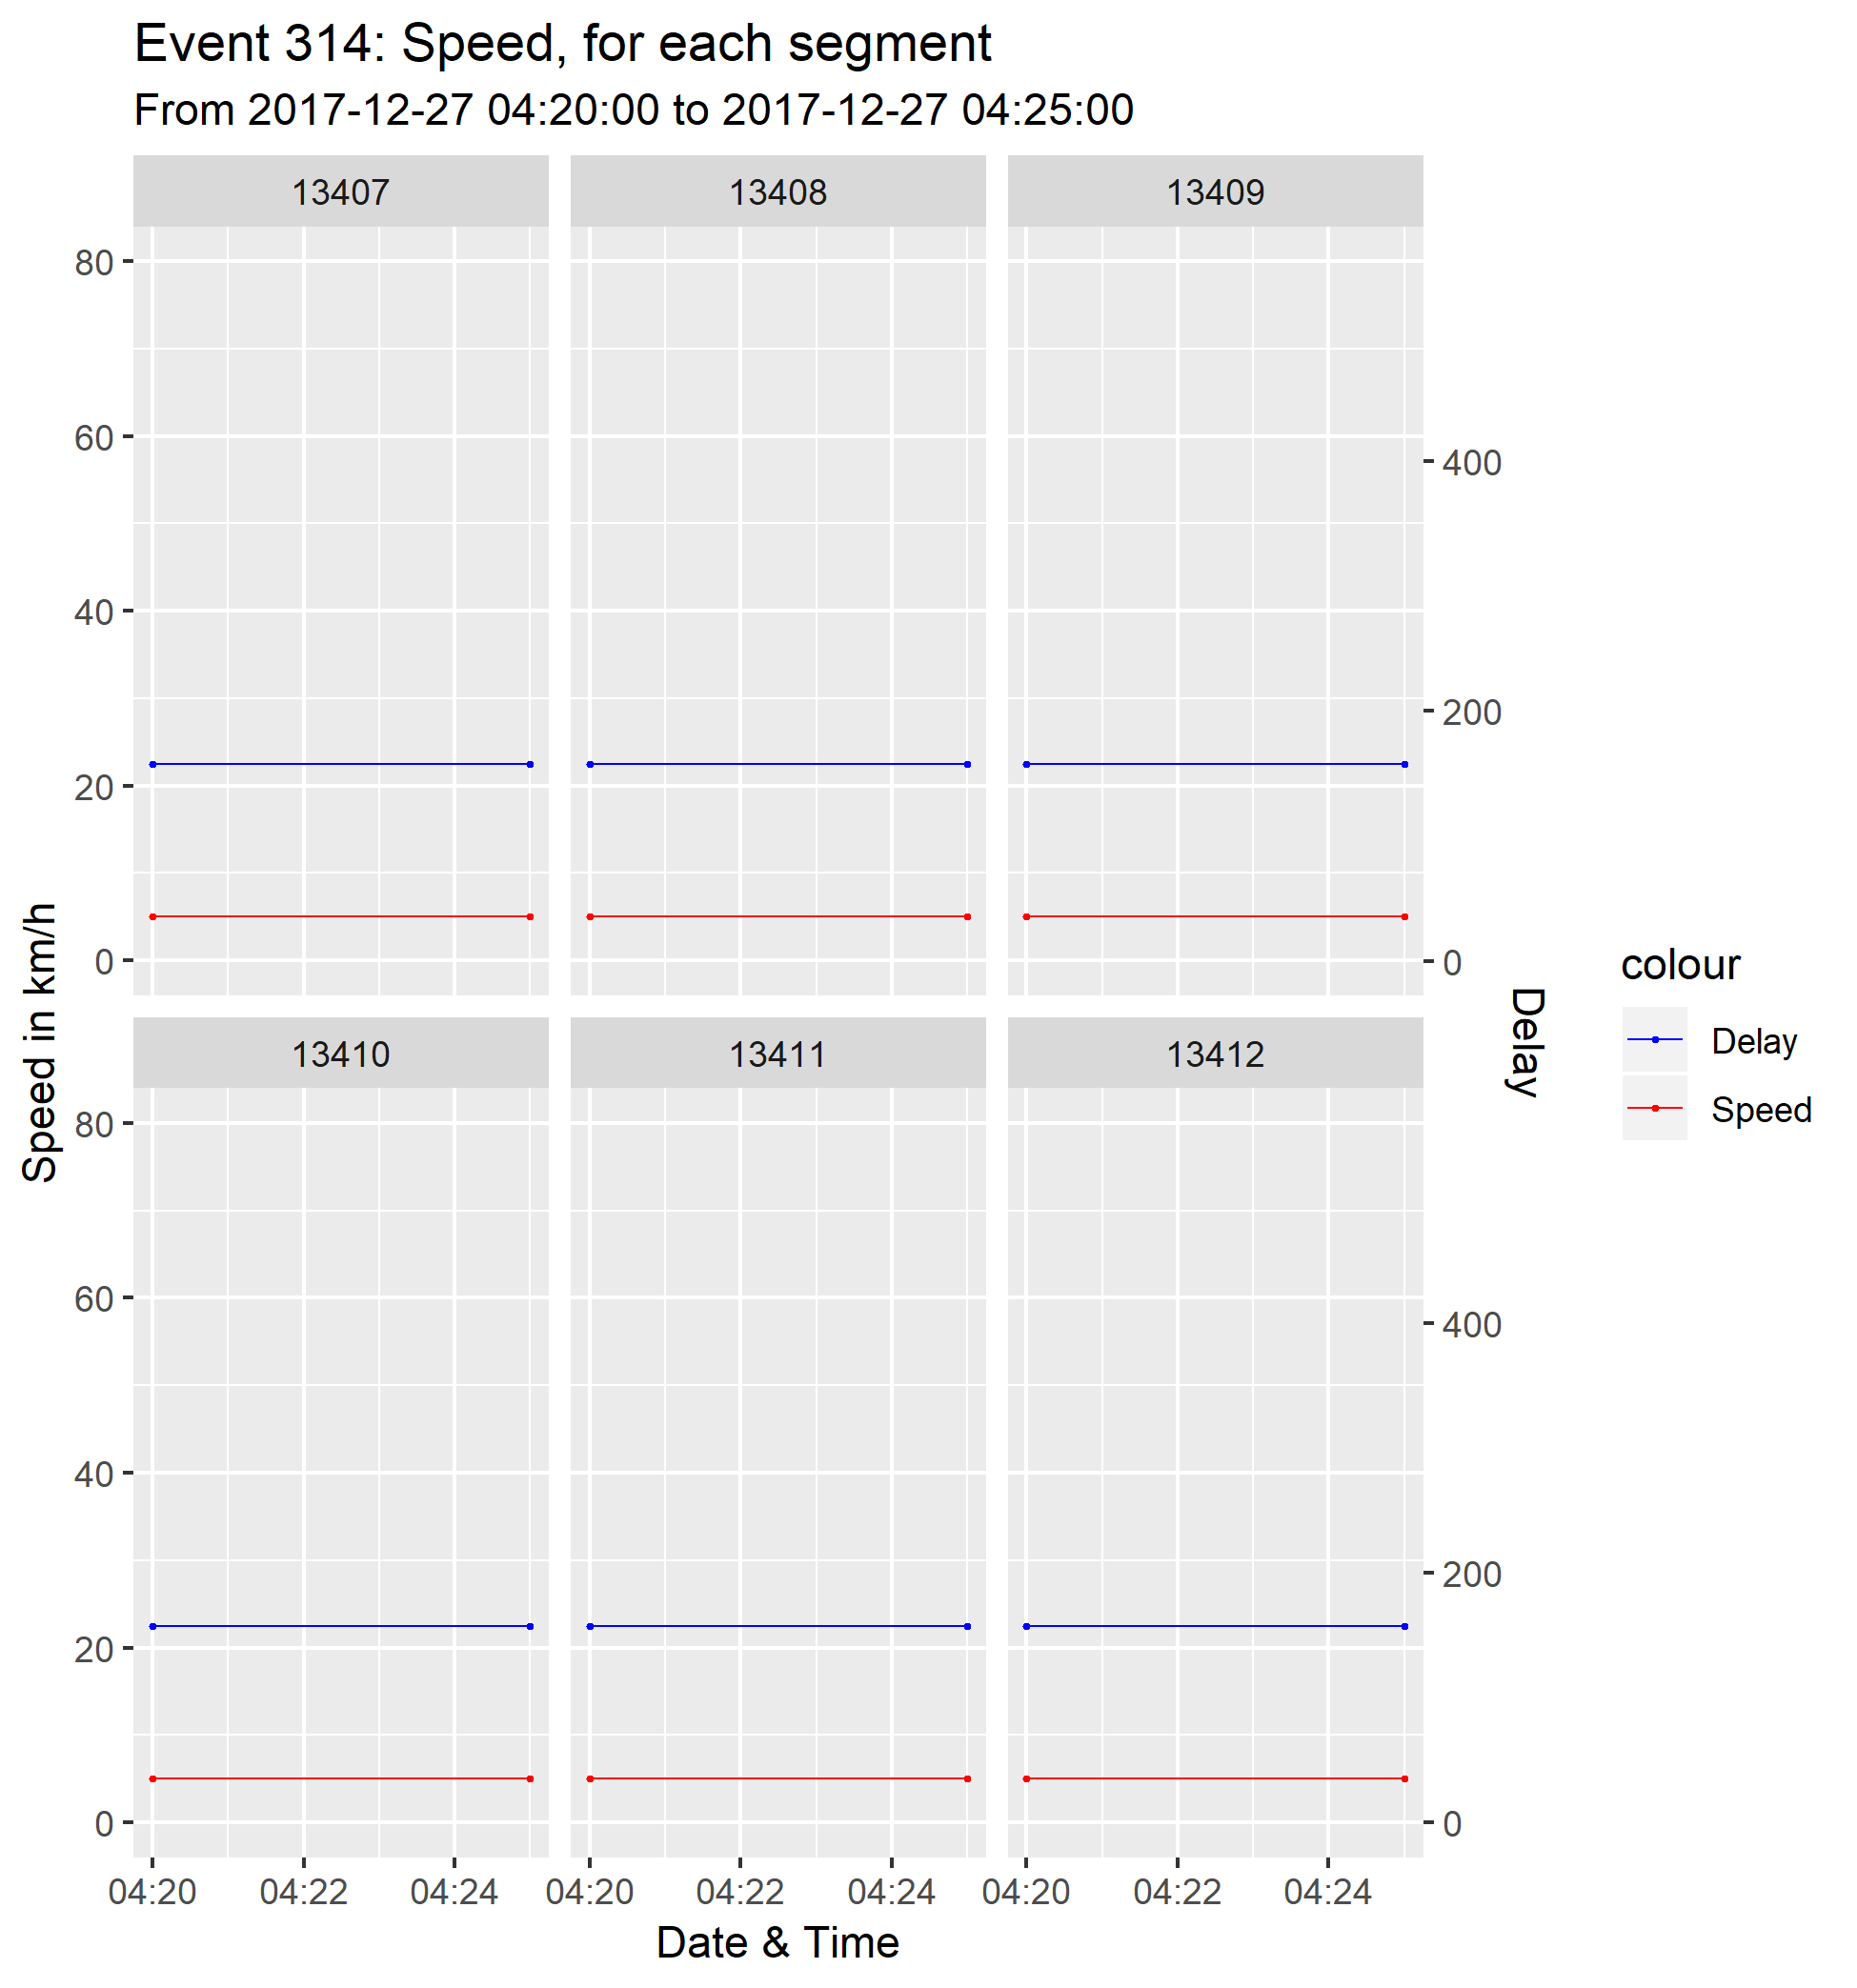 Event 314: Speed, for each segment
From 2017-12-27 04:20:00 to 2017-12-27 04:25:00
13407 13408 13409
80
60
40
20
0
400
200
0
Speed in km/h
Delay
colour
Delay
Speed
13410 13411 13412
80
60
40
20
0
400
200
0
04:20 04:22 04:24 04:20 04:22 04:24 04:20 04:22 04:24
Date & Time